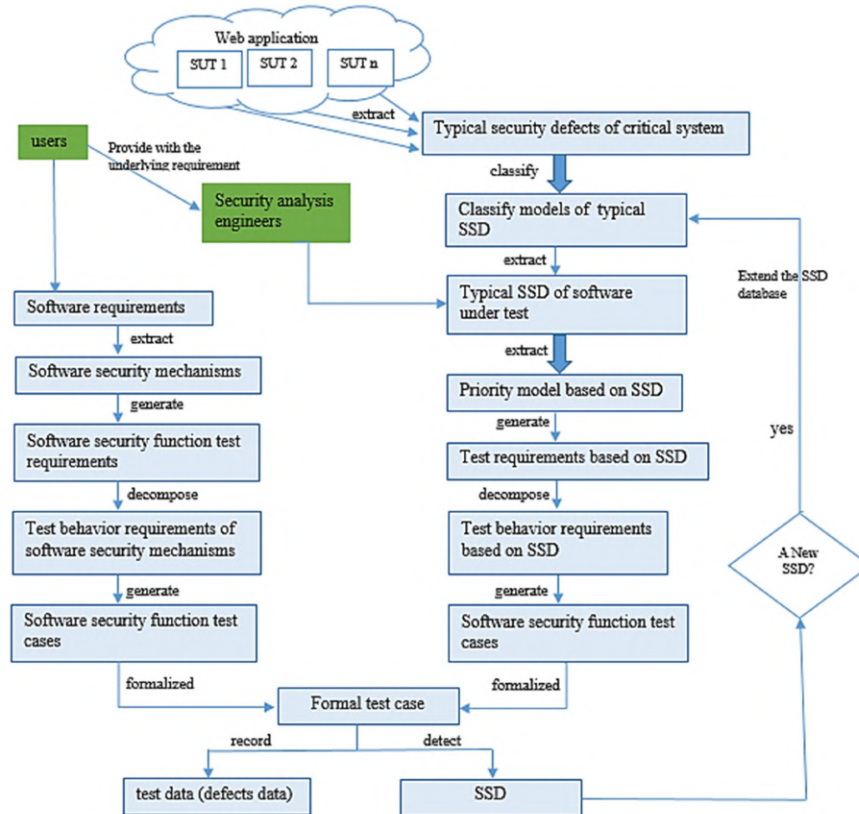 Web application
SUT 1
SUT 2
SUT n
extract
Typical security defects of critical system
users
Provide with the
underlying requirement
classify
Security analysis
engineers
Classify models of typical
SSD
extract
Extend the SSD
database
Typical SSD of software
under test
Software requirements
extract
extract
Software security mechanisms
Priority model based on SSD
generate
generate
yes
Software security function test
requirements
Test requirements based on SSD
decompose
decompose
Test behavior requirements of
software security mechanisms
Test behavior requirements
based on SSD
A New
SSD?
generate
generate
Software security function test
cases
Software security function test
cases
formalized
formalized
Formal test case
record
detect
test data (defects data)
SSD